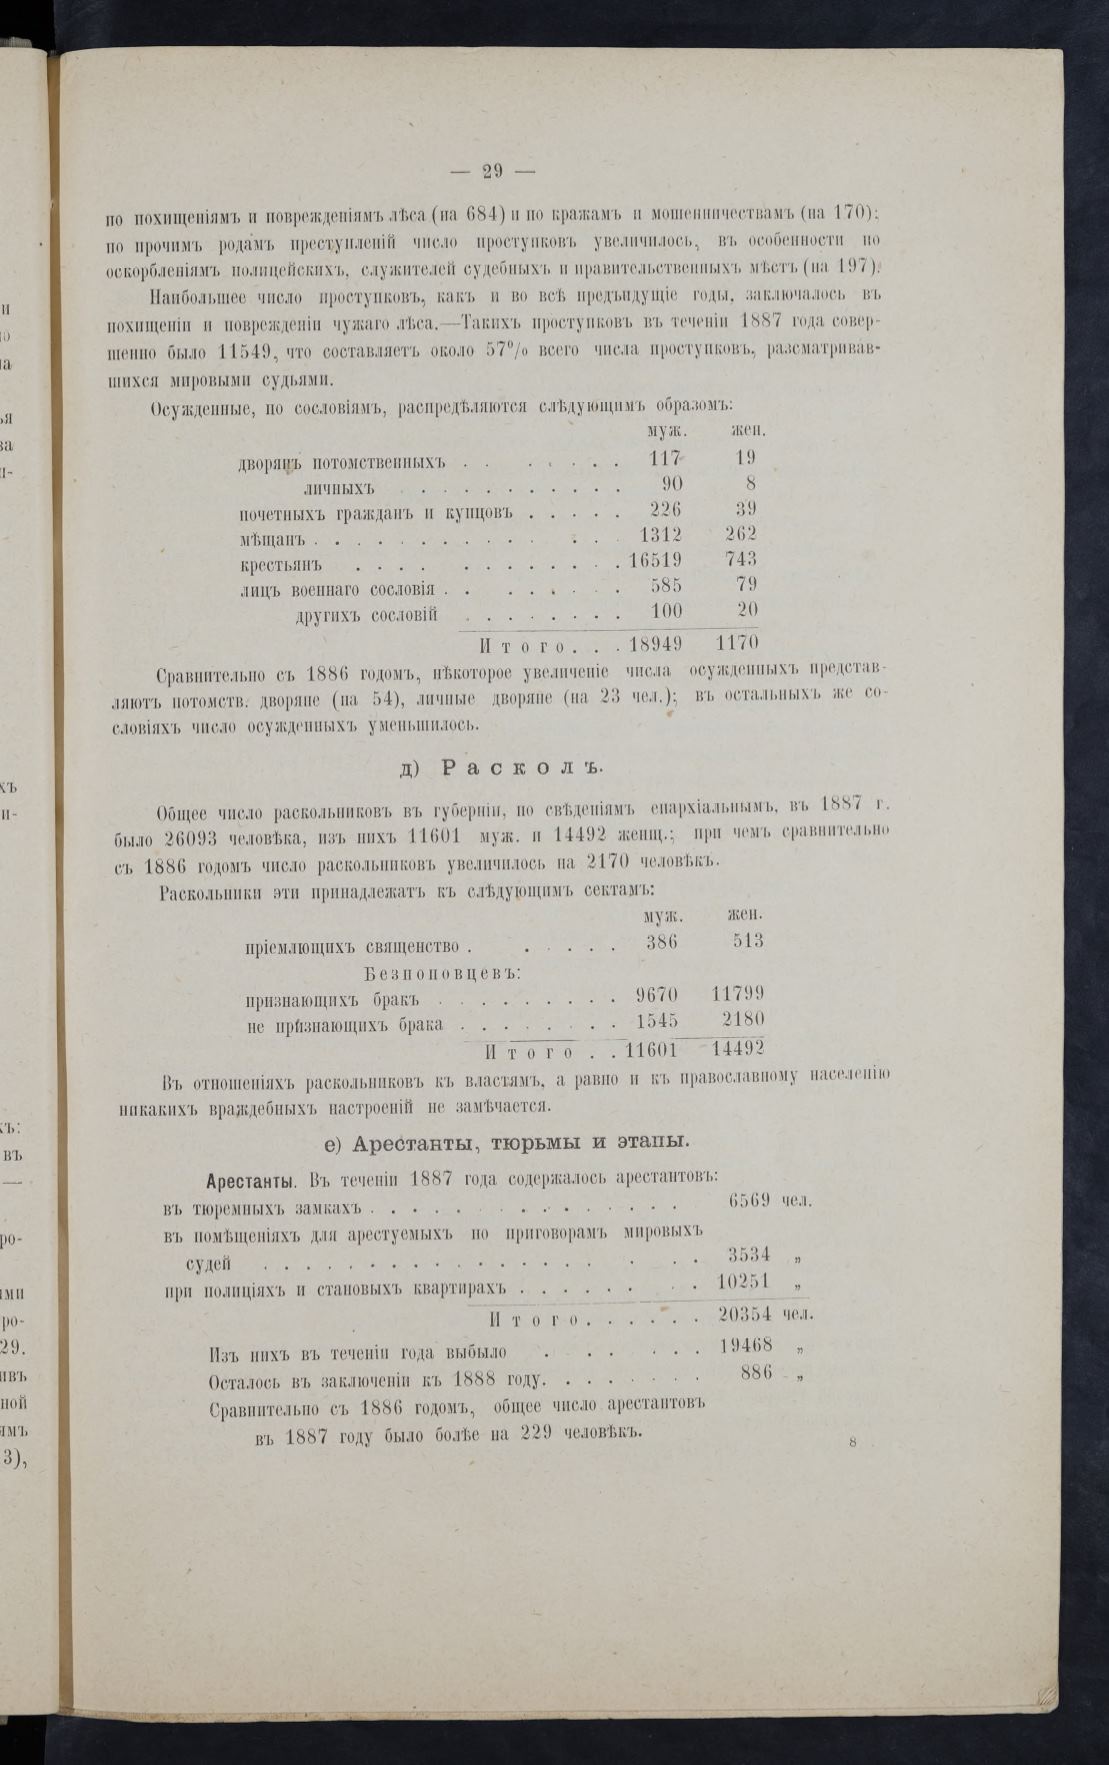 — 29 —
по похищеніямъ и поврежденіямъ лѣса (на 684) и по кражамъ и мошенничествамъ (на 170);
по прочимъ родамъ преступленій число проступковъ увеличилось, въ особенности по
оскорбленіямъ полицейскихъ, служителей судебныхъ и правительственныхъ мѣстъ (на 197).
Наибольшее число проступковъ, какъ и во всѣ предъидущіе годы, заключалось въ
похищеніи и поврежденіи чужаго лѣса.—Такихъ проступковъ въ теченіи 1887 года совер-
шенно было 11549, что составляетъ около 57% всего числа проступковъ, разсматривав-
шихся мировыми судьями.
Осужденные, по сословіямъ, распредѣляются слѣдующимъ образомъ:
муж. жен.
дворянъ потомственныхъ . . . . . . . 117 19
личныхъ . . . . . . . . . . 90 8
почетныхъ гражданъ и купцовъ . . . . . 226 39
мѣщанъ . . . . . . . . . . . . . . 1312 262
крестьянъ . . . . . . . . . . . . 16519 743
лицъ военнаго сословія . . . . . . . . 585 79
другихъ сословій . . . . . . . . 100 20
Итого . . . 18949 1170
Сравнительно съ 1886 годомъ, нѣкоторое увеличеніе числа осужденныхъ представ-
ляютъ потомств. дворяне (на 54), личные дворяне (на 23 чел.); въ остальныхъ же со-
словіяхъ число осужденныхъ уменьшилось.
д) Расколъ.
Общее число раскольниковъ въ губерніи, по свѣденіямъ епархіальнымъ, въ 1887 г.
было 26093 человѣка, изъ нихъ 11601 муж. и 14492 женщ.; при чемъ сравнительно
съ 1886 годомъ число раскольниковъ увеличилось на 2170 человѣкъ.
Раскольники эти принадлежатъ къ слѣдующимъ сектамъ:
муж. жен.
пріемлющихъ священство . . . . . . 386 513
Безпоповцевъ:
признающихъ бракъ . . . . . . . . . 9670 11799
не признающихъ брака . . . . . . . . 1545 2180
Итого . . 11601 14492
Въ отношеніяхъ раскольниковъ къ властямъ, а равно и къ православному населенію
никакихъ враждебныхъ настроеній не замѣчается.
е) Арестанты, тюрьмы и этапы.
Арестанты. Въ теченіи 1887 года содержалось арестантовъ:
въ тюремныхъ замкахъ . . . . . . . . . . . . . . 6569 чел.
въ помѣщеніяхъ для арестуемыхъ по приговорамъ мировыхъ
судей . . . . . . . . . . . . . . . . . 3534 „
при полиціяхъ и становыхъ квартирахъ . . . . . . . . 10251 „
Итого . . . . . . 20354 чел.
Изъ нихъ въ теченіи года выбыло . . . . . . 19468 „
Осталось въ заключеніи къ 1888 году. . . . . . . . 886 „
Сравнительно съ 1886 годомъ, общее число арестантовъ
въ 1887 году было болѣе на 229 человѣкъ.
8